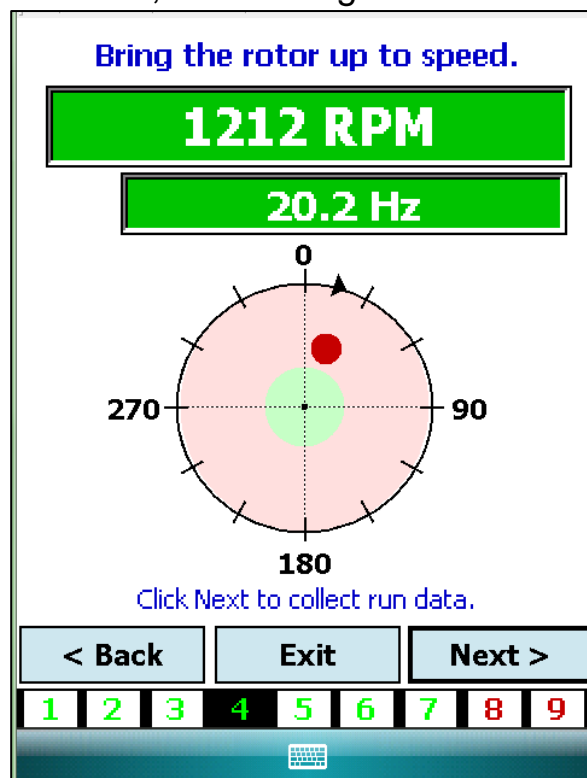 Bring the rotor up to speed.
1212 RPM
20.2 Hz
0
270
90
180
Click Next to collect run data.
< Back Exit Next >
1 2 3 4 5 6 7 8 9